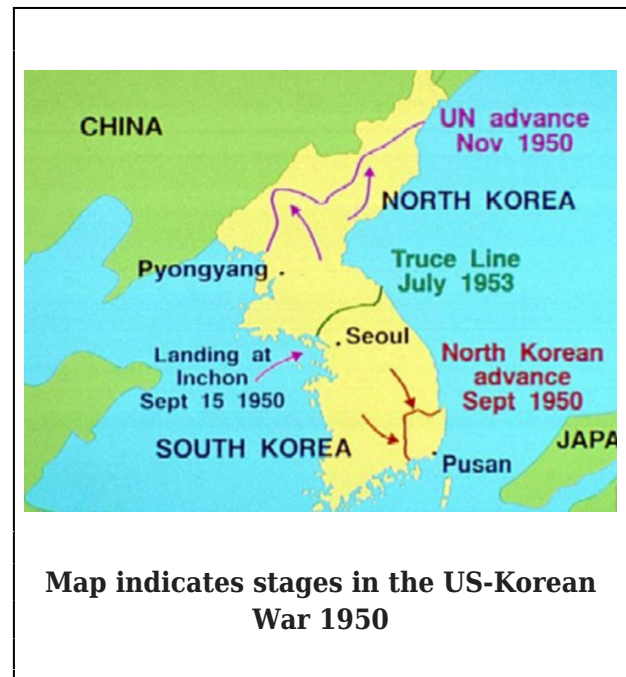 CHINA
UN advance
Nov 1950
NORTH KOREA
Pyongyang
Truce Line
July 1953
Seoul
Landing at
Inchon
Sept 15 1950
North Korean
advance
Sept 1950
SOUTH KOREA
JAPA
Pusan
Map indicates stages in the US-Korean
War 1950